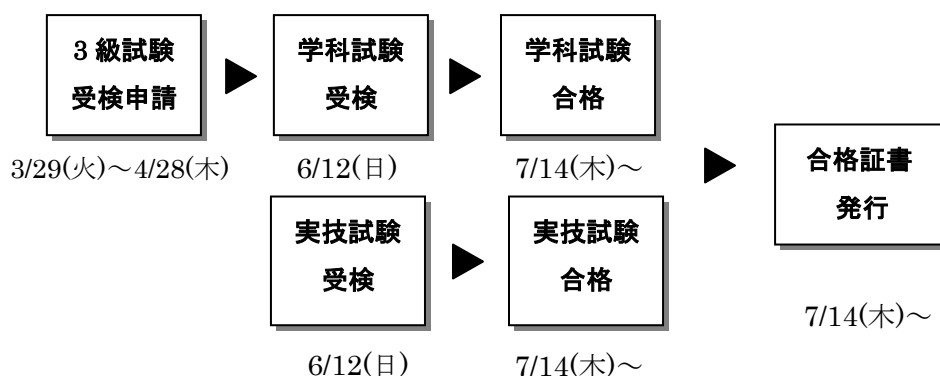 3 級試験
受検申請
3/29(火)～4/28(木)
学科試験
受検
6/12(日)
学科試験
合格
7/14(木)～
実技試験
受検
6/12(日)
実技試験
合格
7/14(木)～
合格証書
発行
7/14(木)～